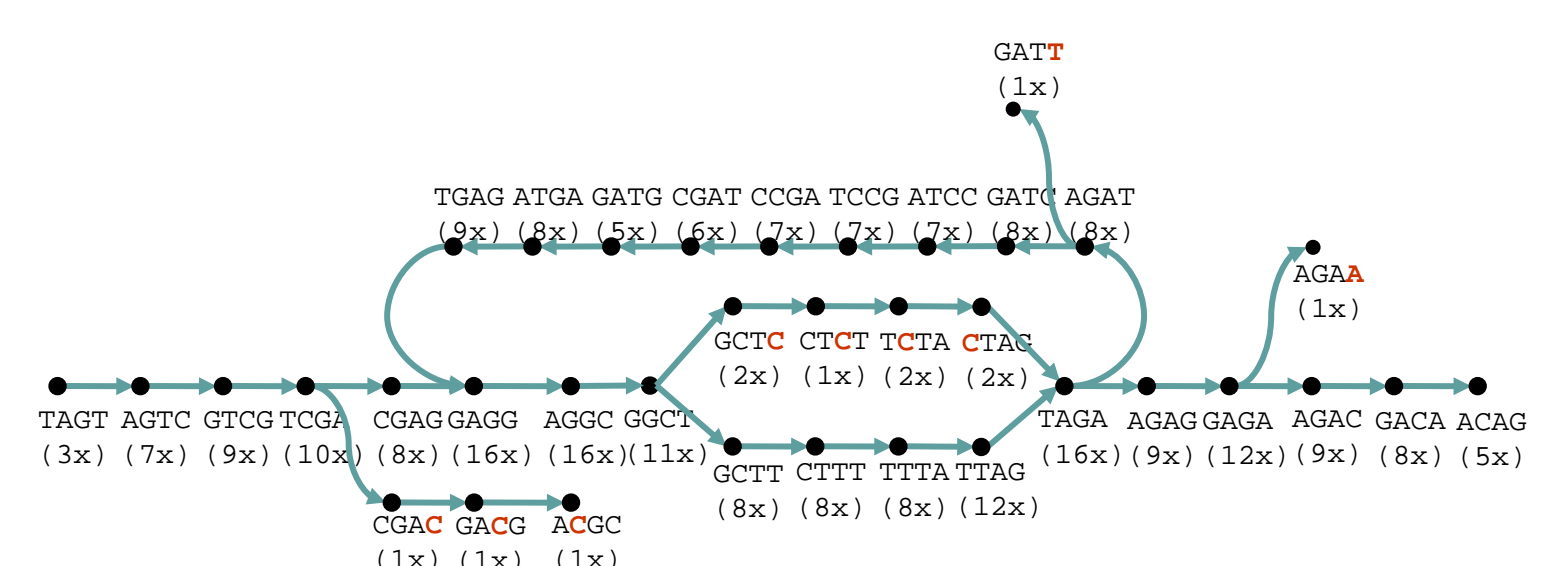 GATT
(1x)
TGAG ATGA GATG CGAT CCGA TCCG ATCC GATC AGAT
(9x) (8x) (5x) (6x) (7x) (7x) (7x) (8x) (8x)
AGAA
(1x)
GCTC CTCT TCTA CTAG
(2x) (1x) (2x) (2x)
TAGT AGTC GTCG TCGA CGAG GAGG AGGC GGCT TAGA AGAG GAGA AGAC GACA ACAG
(3x) (7x) (9x) (10x) (8x) (16x) (16x) (11x) (16x) (9x) (12x) (9x) (8x) (5x)
GCTT CTTT TTTA TTAG
(8x) (8x) (8x) (12x)
CGAC GACG ACGC
(1x) (1x) (1x)